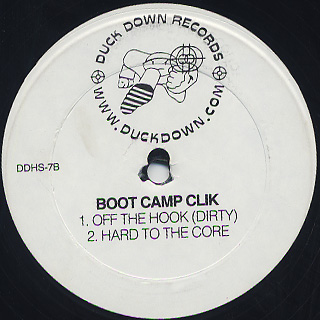 DUCK DOWN RECORDS
WWW.DUCKDOWN.COM
DDHS-7B
BOOT CAMP CLIK
1. OFF THE HOOK (DIRTY)
2. HARD TO THE CORE